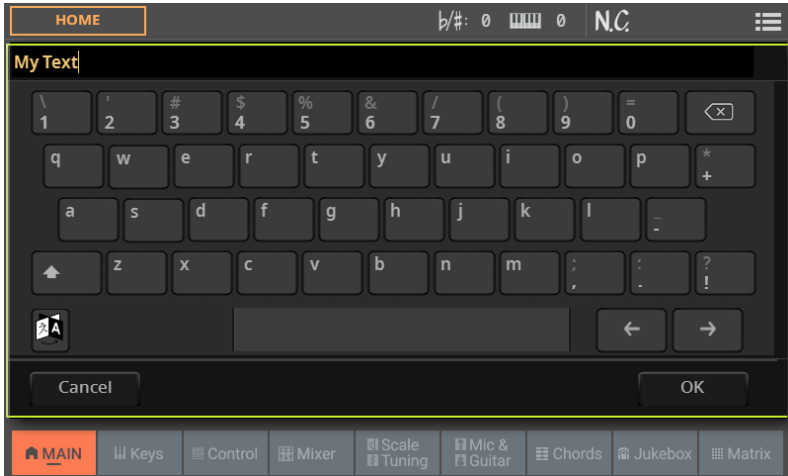 HOME ♭/♯: 0 0 N.C.
My Text
\ ' # $ % & / ( ) =
1 2 3 4 5 6 7 8 9 0
q w e r t y u i o p * +
a s d f g h j k l _ -
z x c v b n m ; , : . ? !
文 A
← →
Cancel OK
MAIN Keys Control Mixer Scale Tuning Mic & Guitar Chords Jukebox Matrix